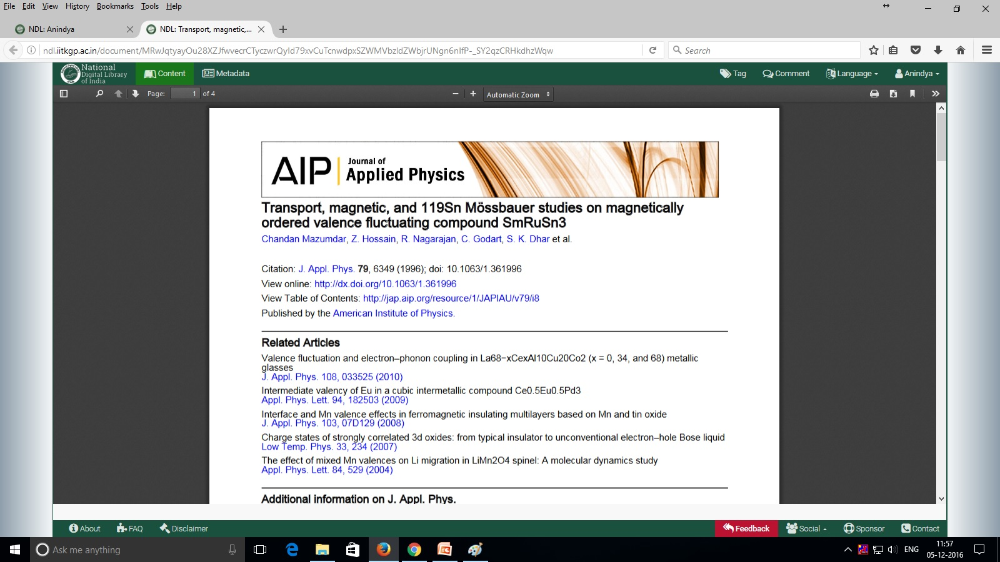 File Edit View History Bookmarks Tools Help
NDL: Anindya
NDL: Transport, magnetic,...
ndl.iitkgp.ac.in/document/MRwJqtyayOu28XZJfwvecrCTyczwrQyId79xvCuTcnwdpxSZWMVbzldZWbjrUNgn6nIfP-_SY2qzCRHkdhzWqw
Search
National
Digital Library
of India
Content
Metadata
Tag
Comment
Language
Anindya
Page: 1 of 4
Automatic Zoom
AIP
Journal of
Applied Physics
Transport, magnetic, and 119Sn Mössbauer studies on magnetically
ordered valence fluctuating compound SmRuSn3
Chandan Mazumdar, Z. Hossain, R. Nagarajan, C. Godart, S. K. Dhar et al.
Citation: J. Appl. Phys. 79, 6349 (1996); doi: 10.1063/1.361996
View online: http://dx.doi.org/10.1063/1.361996
View Table of Contents: http://jap.aip.org/resource/1/JAPIAU/v79/i8
Published by the American Institute of Physics.
Related Articles
Valence fluctuation and electron–phonon coupling in La68−xCexAl10Cu20Co2 (x = 0, 34, and 68) metallic
glasses
J. Appl. Phys. 108, 033525 (2010)
Intermediate valency of Eu in a cubic intermetallic compound Ce0.5Eu0.5Pd3
Appl. Phys. Lett. 94, 182503 (2009)
Interface and Mn valence effects in ferromagnetic insulating multilayers based on Mn and tin oxide
J. Appl. Phys. 103, 07D129 (2008)
Charge states of strongly correlated 3d oxides: from typical insulator to unconventional electron–hole Bose liquid
Low Temp. Phys. 33, 234 (2007)
The effect of mixed Mn valences on Li migration in LiMn2O4 spinel: A molecular dynamics study
Appl. Phys. Lett. 84, 529 (2004)
Additional information on J. Appl. Phys.
About
FAQ
Disclaimer
Feedback
Social
Sponsor
Contact
Ask me anything
ENG
11:57
05-12-2016